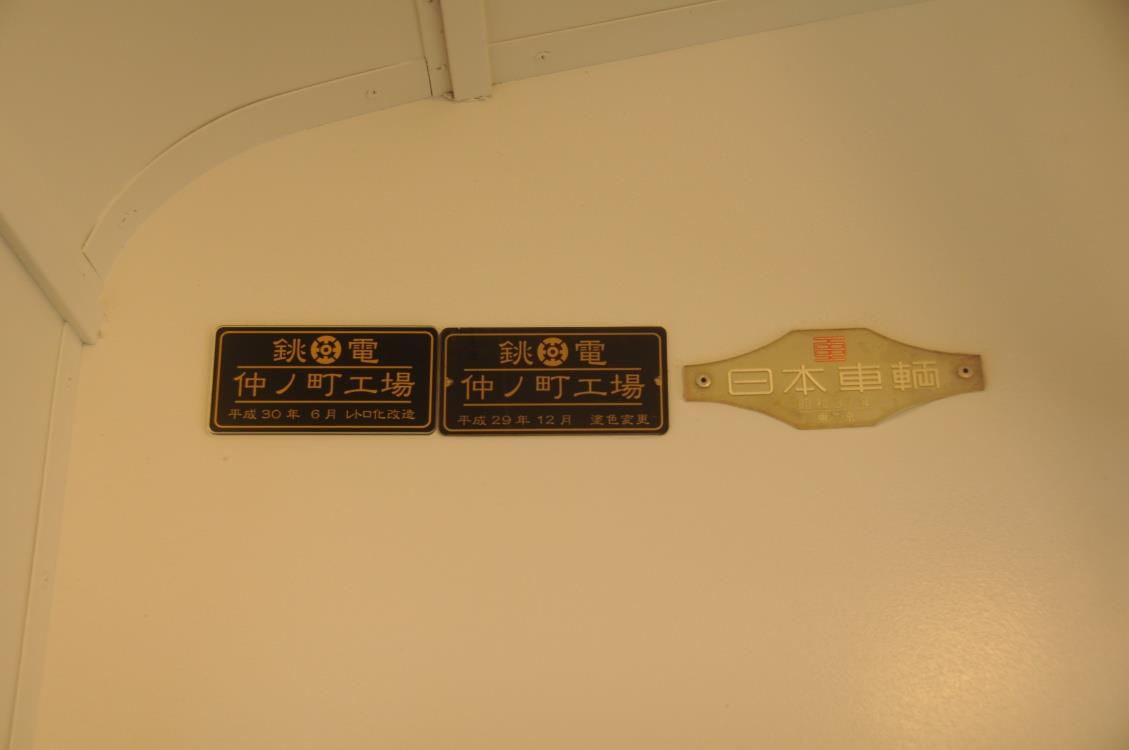 銚電
仲ノ町工場
平成30年 6月 レトロ化改造
銚電
仲ノ町工場
平成29年 12月 塗色変更
日本車輌